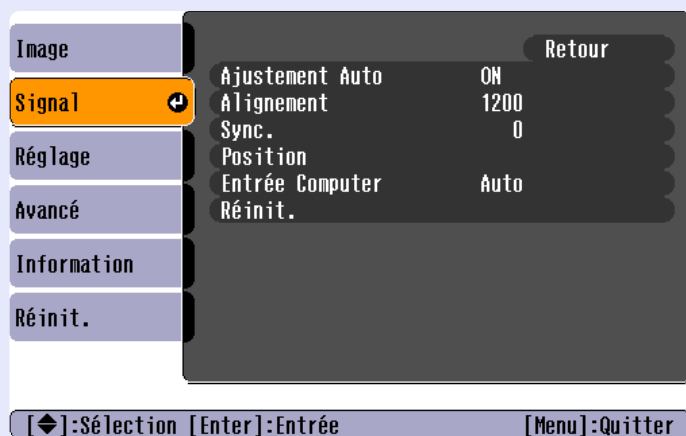 Image
Signal
Réglage
Avancé
Information
Réinit.
Retour
Ajustement Auto ON
Alignement 1200
Sync. 0
Position
Entrée Computer Auto
Réinit.
[◆]:Sélection [Enter]:Entrée [Menu]:Quitter